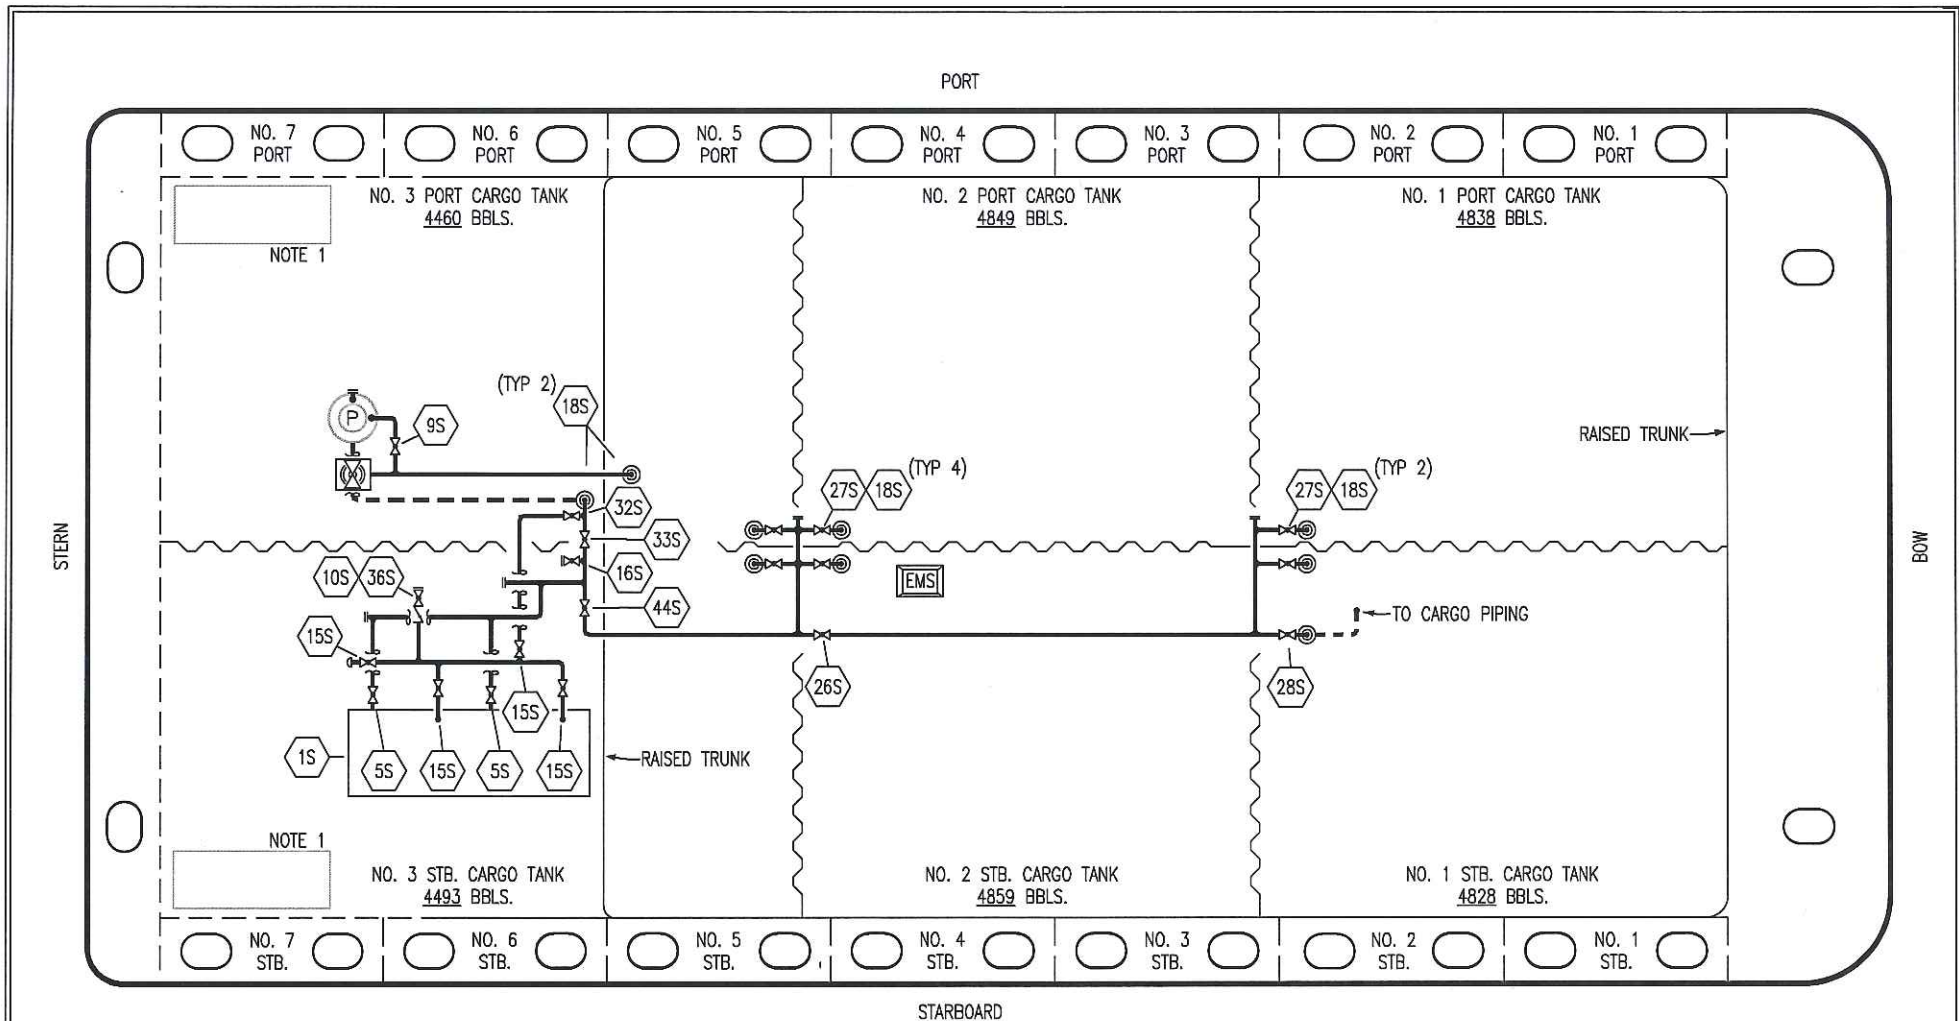 PORT
NO. 7
PORT
NO. 6
PORT
NO. 5
PORT
NO. 4
PORT
NO. 3
PORT
NO. 2
PORT
NO. 1
PORT
NO. 3 PORT CARGO TANK
4460 BBLS.
NO. 2 PORT CARGO TANK
4849 BBLS.
NO. 1 PORT CARGO TANK
4838 BBLS.
NOTE 1
(TYP 2)
18S
P
9S
RAISED TRUNK
27S
18S
(TYP 4)
27S
18S
(TYP 2)
32S
33S
STERN
BOW
10S
36S
16S
EMS
44S
TO CARGO PIPING
15S
26S
28S
15S
1S
5S
15S
5S
15S
RAISED TRUNK
NOTE 1
NO. 3 STB. CARGO TANK
4493 BBLS.
NO. 2 STB. CARGO TANK
4859 BBLS.
NO. 1 STB. CARGO TANK
4828 BBLS.
NO. 7
STB.
NO. 6
STB.
NO. 5
STB.
NO. 4
STB.
NO. 3
STB.
NO. 2
STB.
NO. 1
STB.
STARBOARD